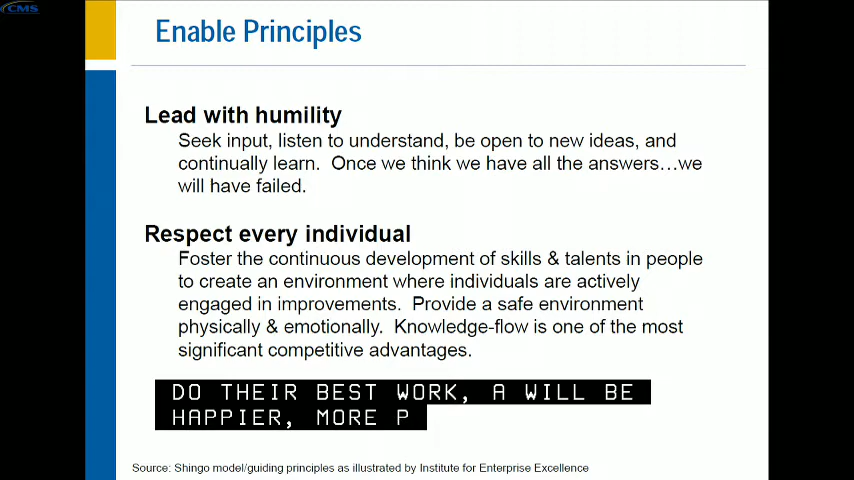 CMS
Enable Principles
Lead with humility
Seek input, listen to understand, be open to new ideas, and
continually learn. Once we think we have all the answers…we
will have failed.
Respect every individual
Foster the continuous development of skills & talents in people
to create an environment where individuals are actively
engaged in improvements. Provide a safe environment
physically & emotionally. Knowledge-flow is one of the most
significant competitive advantages.
DO THEIR BEST WORK, A WILL BE
HAPPIER, MORE P
Source: Shingo model/guiding principles as illustrated by Institute for Enterprise Excellence